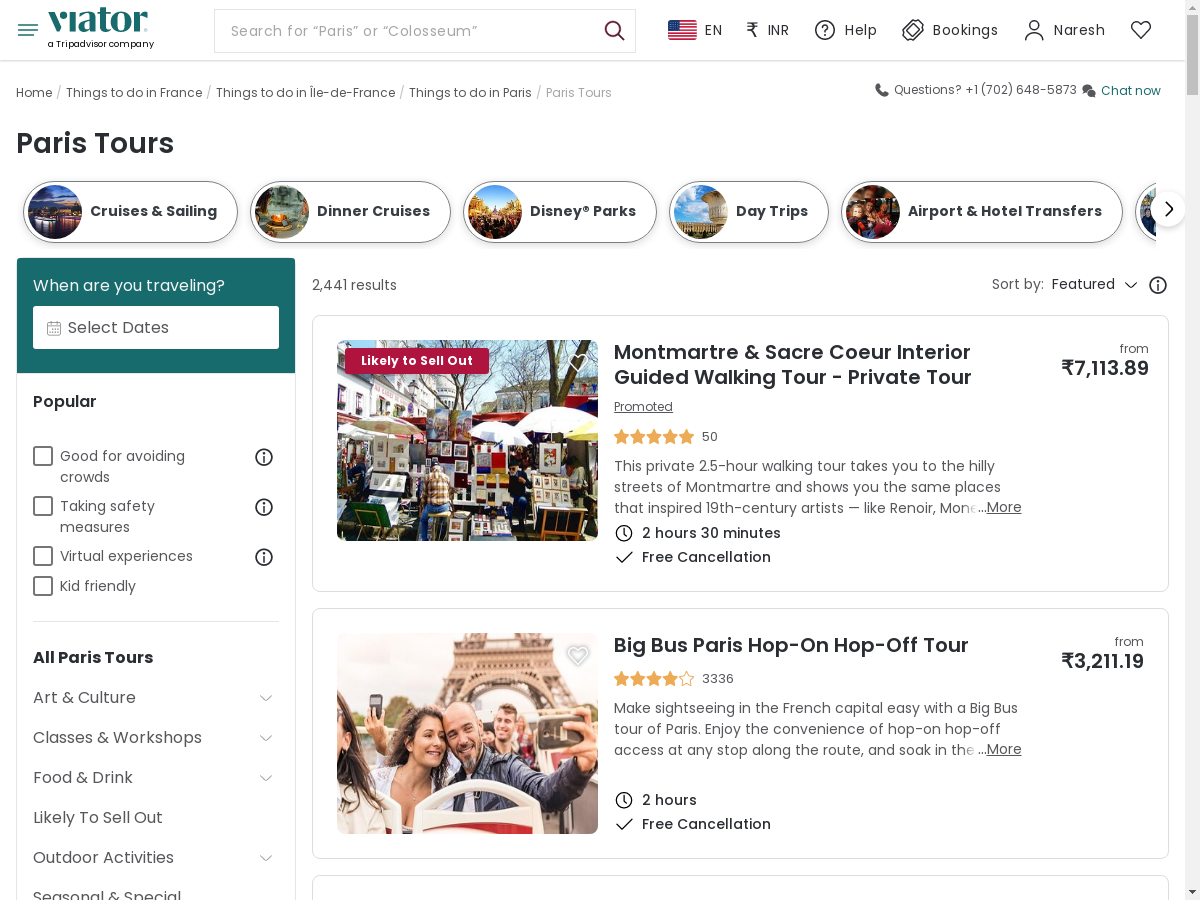 viator
a Tripadvisor company
Search for “Paris” or “Colosseum”
EN
₹ INR
Help
Bookings
Naresh
Home / Things to do in France / Things to do in Île-de-France / Things to do in Paris / Paris Tours
Questions? +1 (702) 648-5873
Chat now
Paris Tours
Cruises & Sailing
Dinner Cruises
Disney® Parks
Day Trips
Airport & Hotel Transfers
When are you traveling?
Select Dates
Popular
Good for avoiding
crowds
Taking safety
measures
Virtual experiences
Kid friendly
All Paris Tours
Art & Culture
Classes & Workshops
Food & Drink
Likely To Sell Out
Outdoor Activities
Seasonal & Special
2,441 results
Sort by: Featured
Likely to Sell Out
Montmartre & Sacre Coeur Interior
Guided Walking Tour - Private Tour
Promoted
50
This private 2.5-hour walking tour takes you to the hilly
streets of Montmartre and shows you the same places
that inspired 19th-century artists — like Renoir, Mone...More
2 hours 30 minutes
Free Cancellation
from
₹7,113.89
Big Bus Paris Hop-On Hop-Off Tour
3336
Make sightseeing in the French capital easy with a Big Bus
tour of Paris. Enjoy the convenience of hop-on hop-off
access at any stop along the route, and soak in the ...More
2 hours
Free Cancellation
from
₹3,211.19